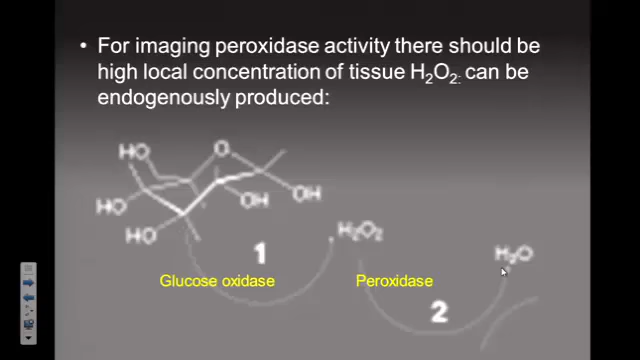 • For imaging peroxidase activity there should be
high local concentration of tissue H₂O₂: can be
endogenously produced:
HO
O
OH
OH
HO
HO
H₂O₂
H₂O
1
Glucose oxidase
Peroxidase
2